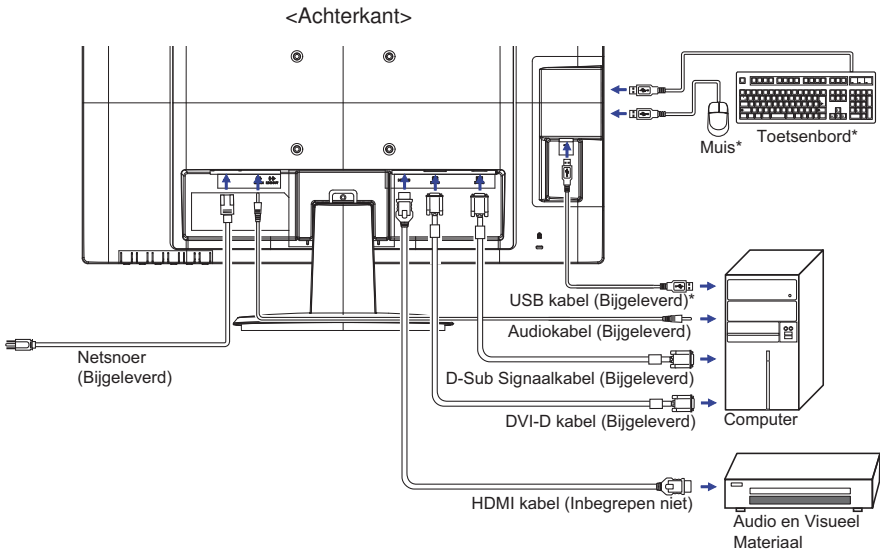 <Achterkant>
Muis*
Toetsenbord*
USB kabel (Bijgeleverd)*
Audiokabel (Bijgeleverd)
Netsnoer
(Bijgeleverd)
D-Sub Signaalkabel (Bijgeleverd)
DVI-D kabel (Bijgeleverd)
Computer
HDMI kabel (Inbegrepen niet)
Audio en Visueel
Materiaal